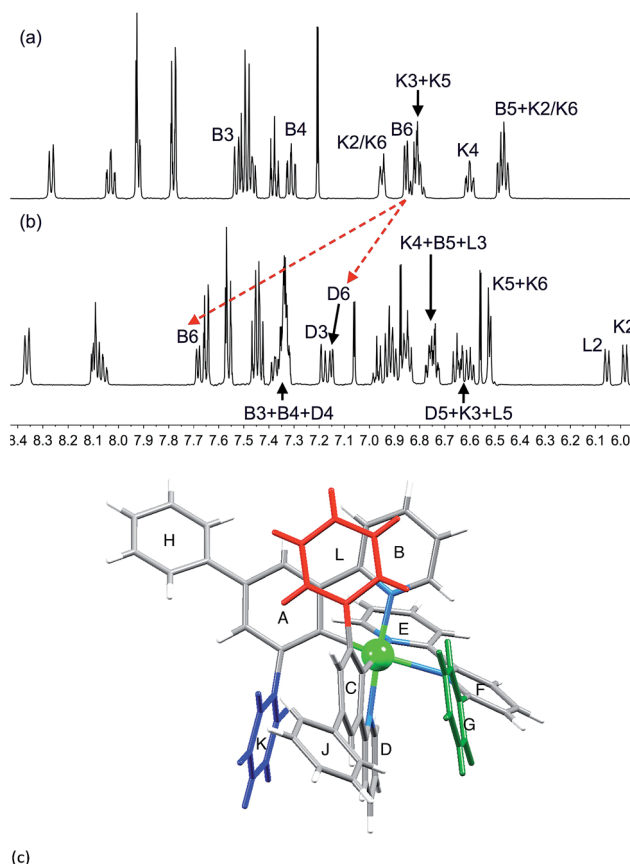 (a)
K3+K5
B3
B4
K2/K6
B6
K4
B5+K2/K6
(b)
K4+B5+L3
B6
D3
D6
K5+K6
L2
K2
B3+B4+D4
D5+K3+L5
3.4 8.2 8.1 8.0 7.9 7.8 7.7 7.6 7.5 7.4 7.3 7.2 7.1 7.0 6.9 6.8 6.7 6.6 6.5 6.4 6.3 6.2 6.1 6.0
H
L
B
A
E
C
F
G
K
J
D
(c)